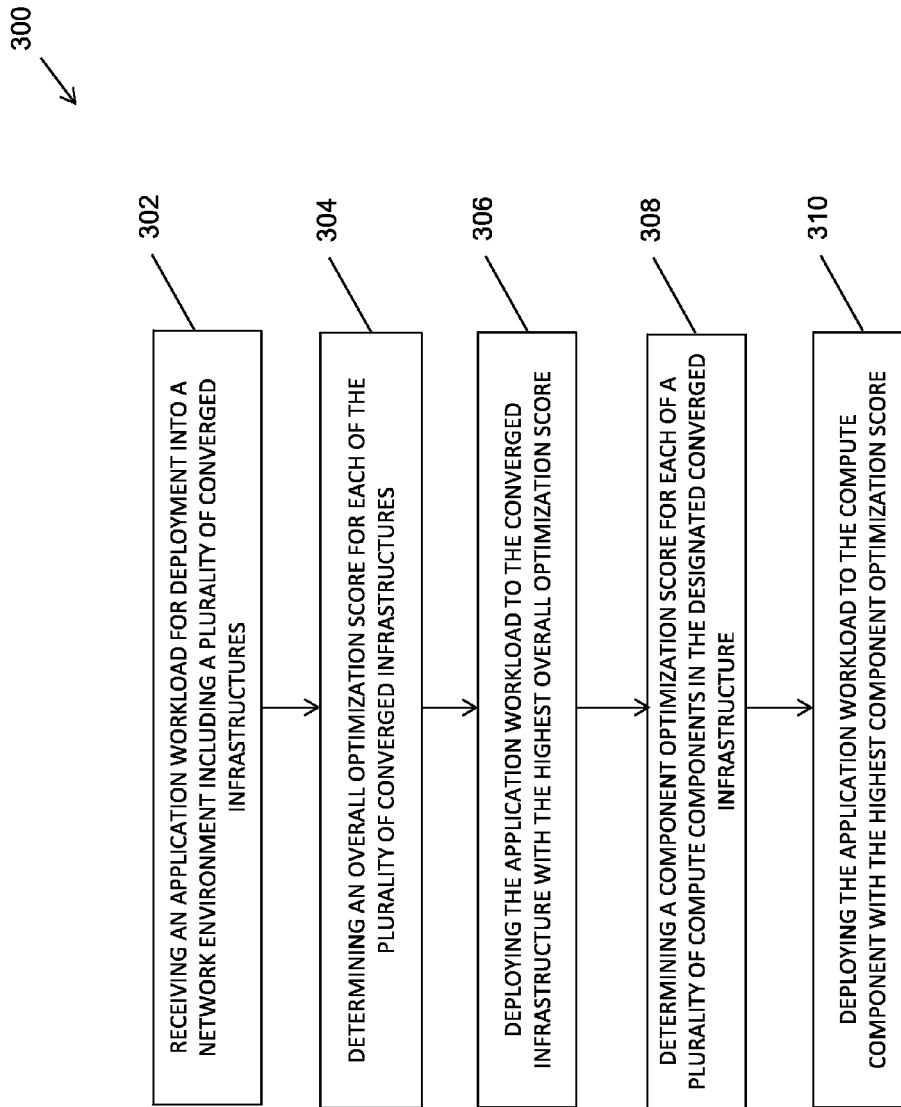 300
302
RECEIVING AN APPLICATION WORKLOAD FOR DEPLOYMENT INTO A
NETWORK ENVIRONMENT INCLUDING A PLURALITY OF CONVERGED
INFRASTRUCTURES
304
DETERMINING AN OVERALL OPTIMIZATION SCORE FOR EACH OF THE
PLURALITY OF CONVERGED INFRASTRUCTURES
306
DEPLOYING THE APPLICATION WORKLOAD TO THE CONVERGED
INFRASTRUCTURE WITH THE HIGHEST OVERALL OPTIMIZATION SCORE
308
DETERMINING A COMPONENT OPTIMIZATION SCORE FOR EACH OF A
PLURALITY OF COMPUTE COMPONENTS IN THE DESIGNATED CONVERGED
INFRASTRUCTURE
310
DEPLOYING THE APPLICATION WORKLOAD TO THE COMPUTE
COMPONENT WITH THE HIGHEST COMPONENT OPTIMIZATION SCORE